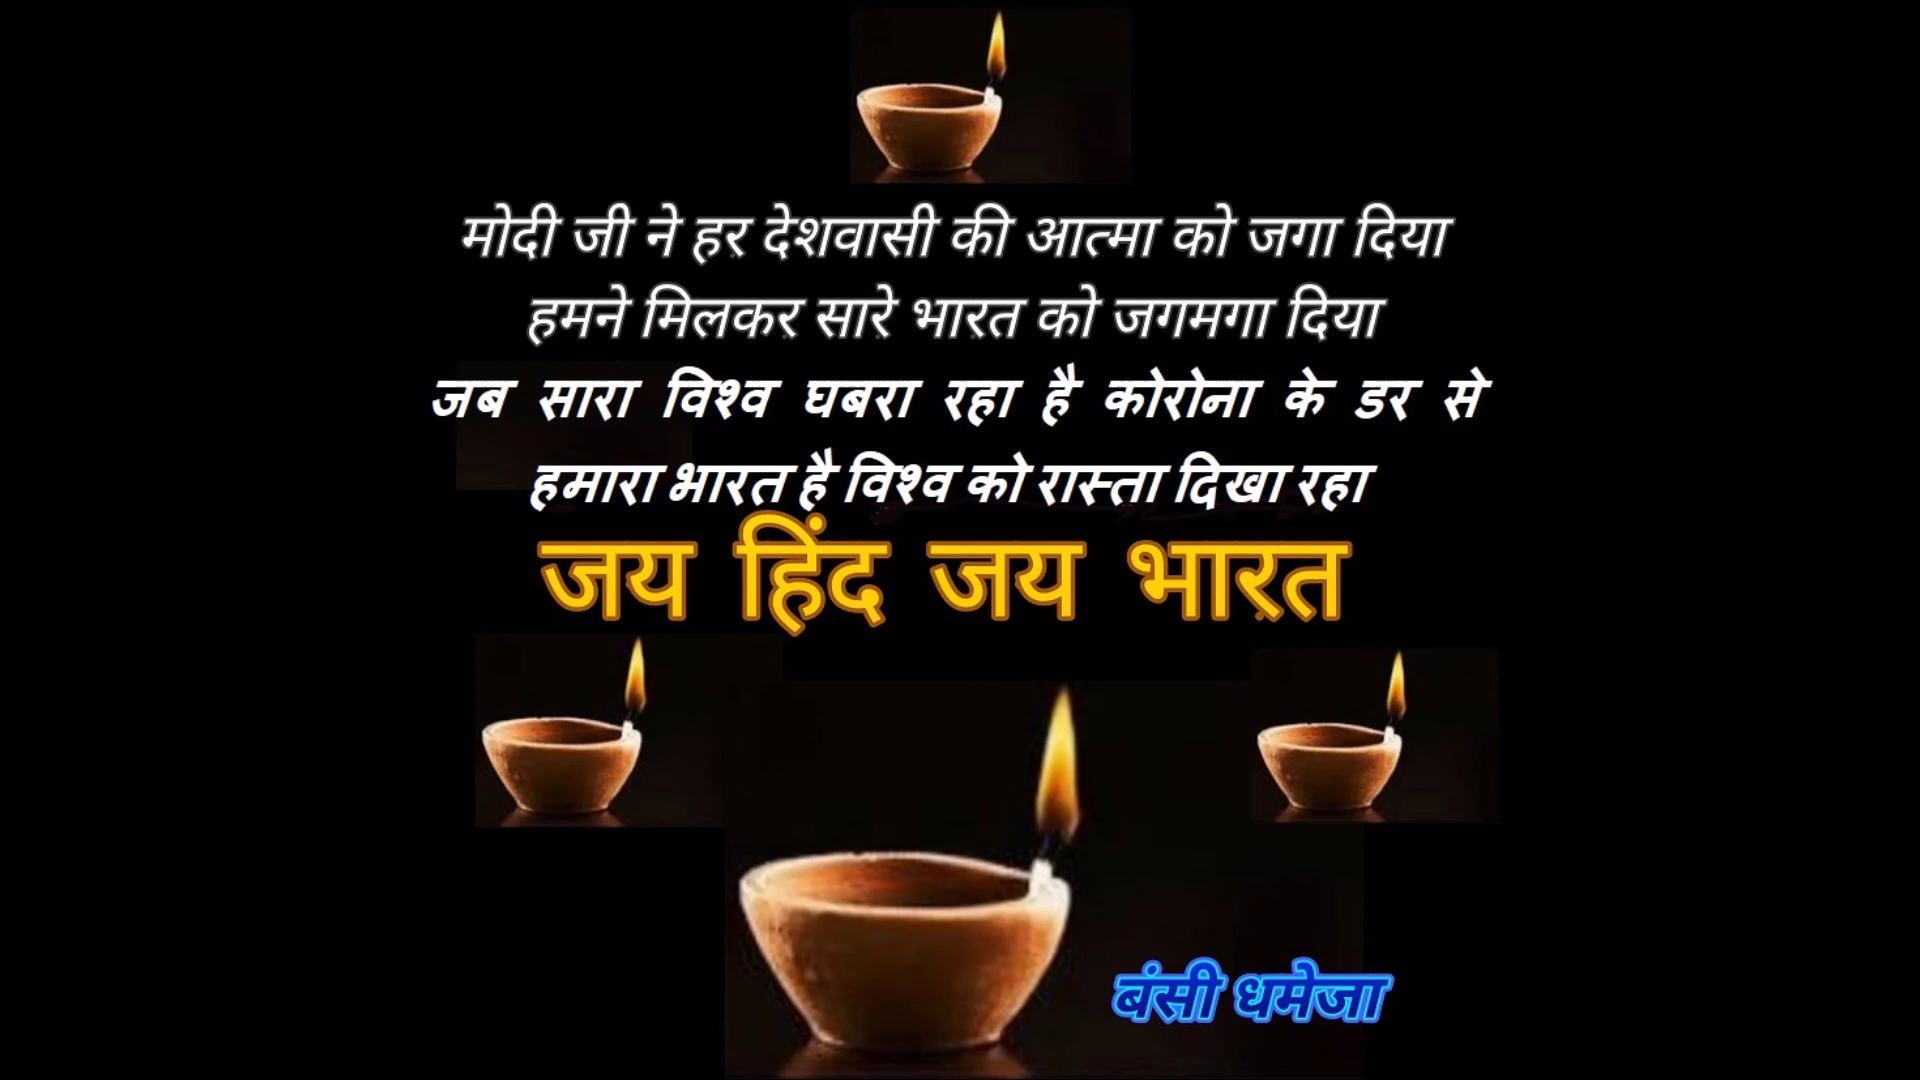 मोदी जी ने हर देशवासी की आत्मा को जगा दिया
हमने मिलकर सारे भारत को जगमगा दिया
जब सारा विश्व घबरा रहा है कोरोना के डर से
हमारा भारत है विश्व को रास्ता दिखा रहा
जय हिंद जय भारत
बंसी धमेजा